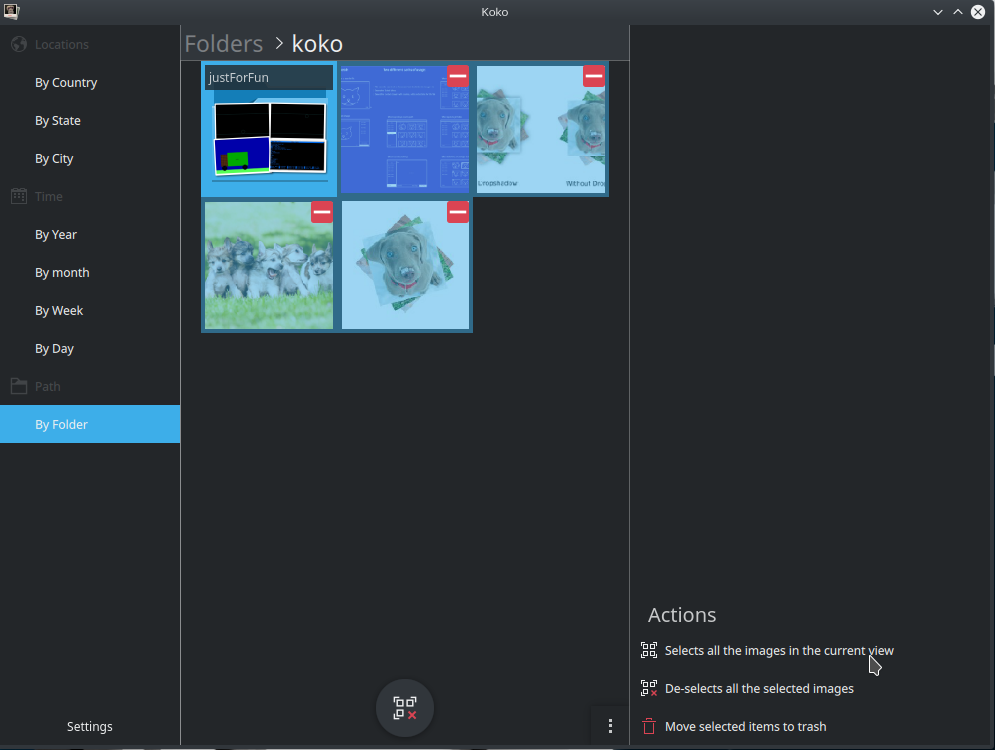 Koko
Locations
By Country
By State
By City
Time
By Year
By month
By Week
By Day
Path
By Folder
Settings
Folders > koko
justForFun
Dropshadow
Without Dro
Actions
Selects all the images in the current view
De-selects all the selected images
Move selected items to trash